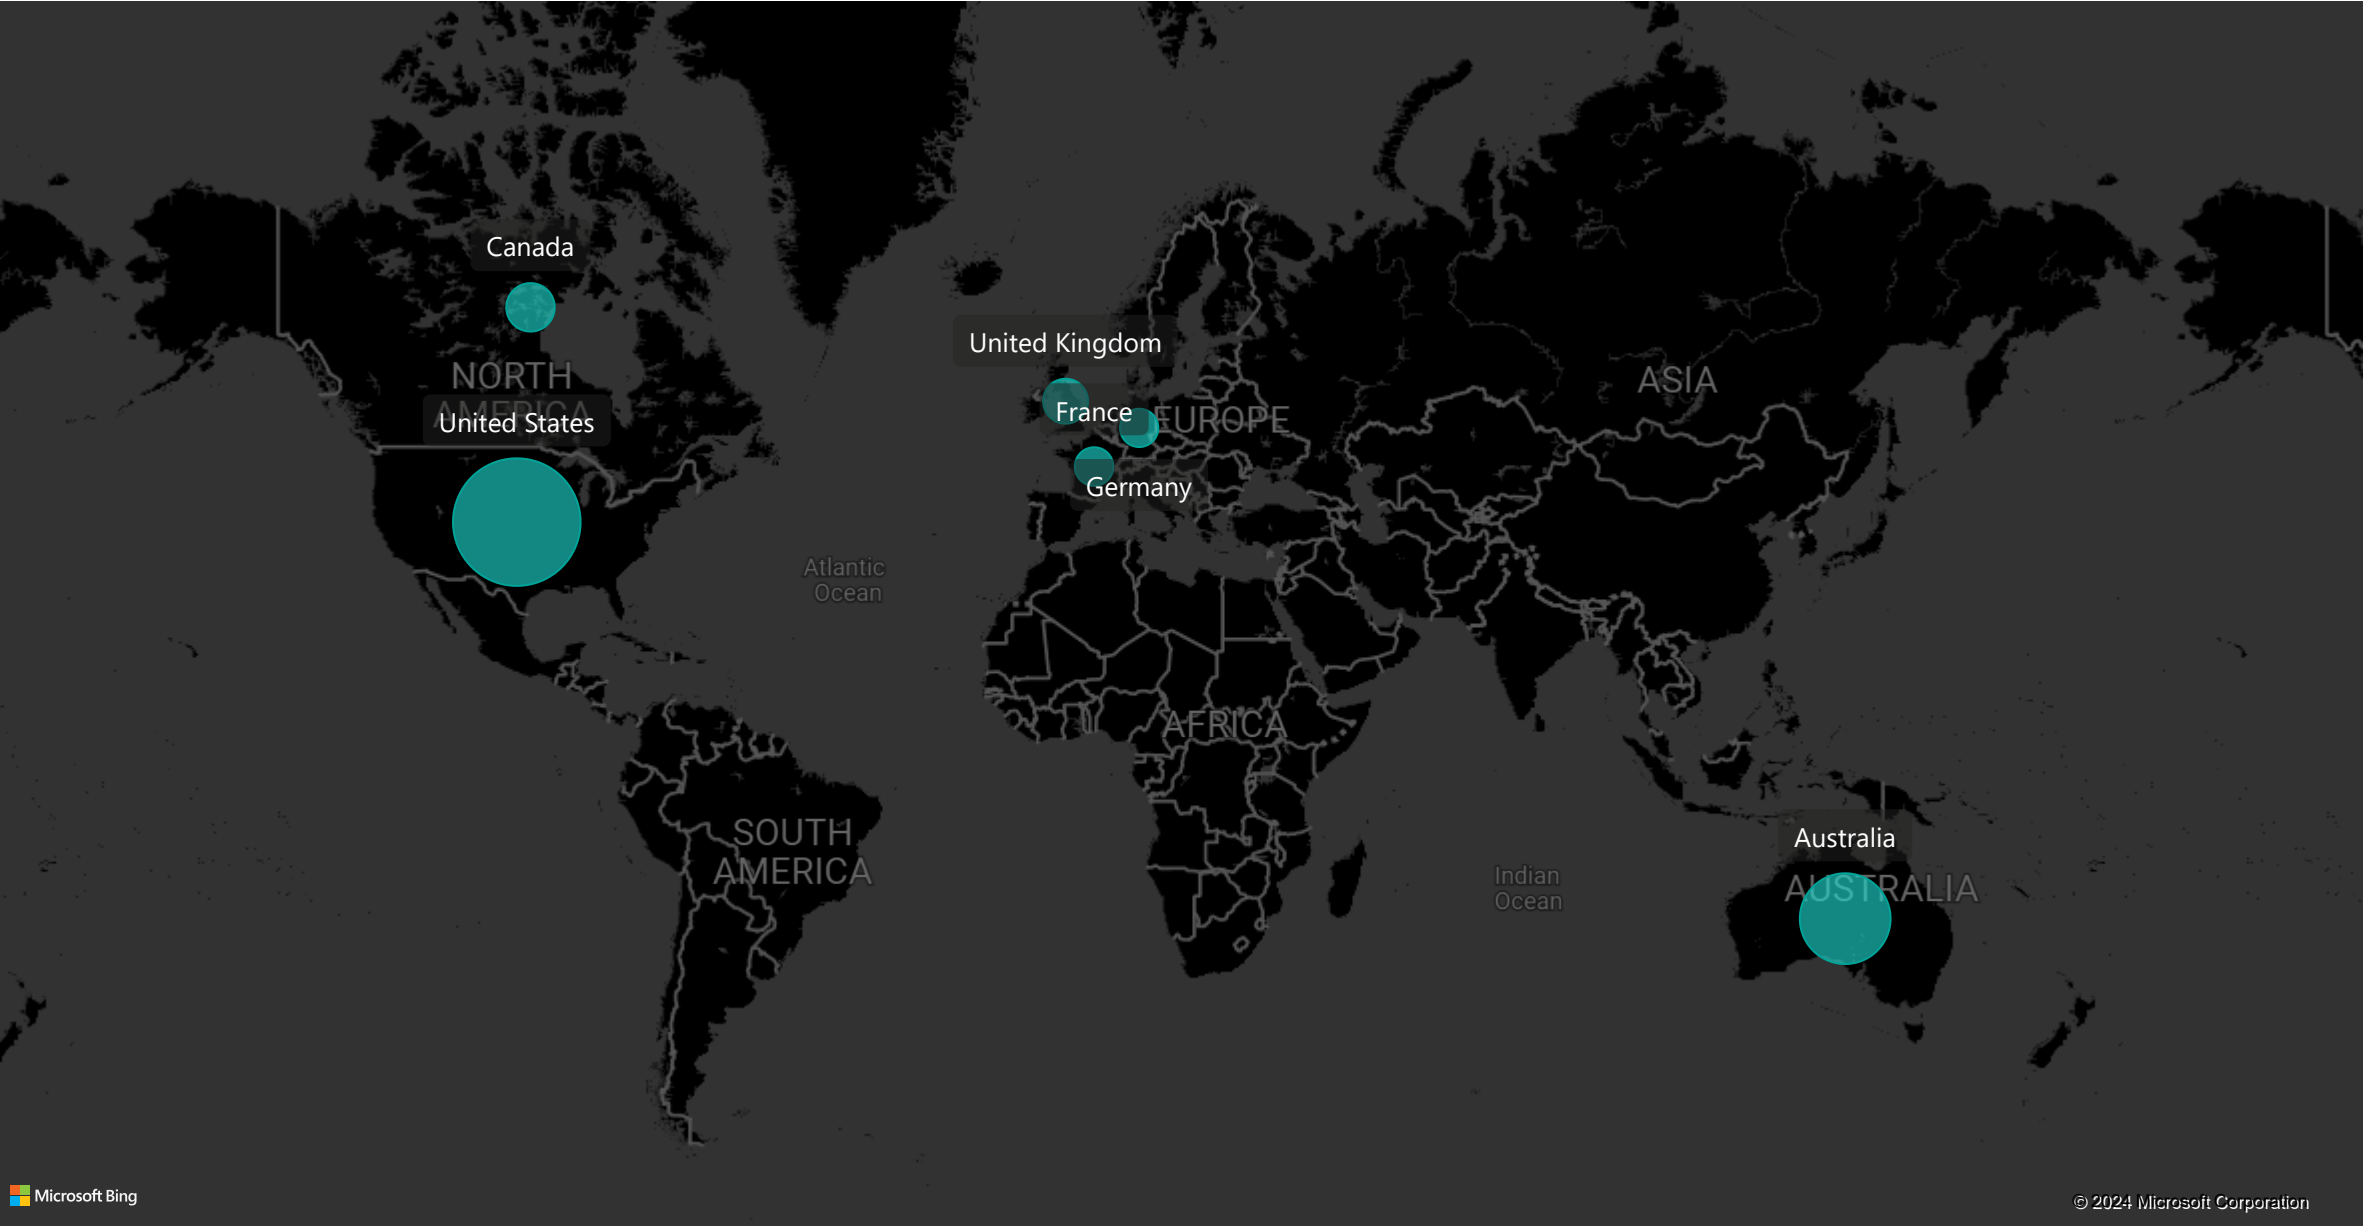 Canada
United Kingdom
NORTH
AMERICA
United States
ASIA
France
EUROPE
Germany
Atlantic
Ocean
AFRICA
SOUTH
AMERICA
Australia
Indian
Ocean
AUSTRALIA
Microsoft Bing
© 2024 Microsoft Corporation